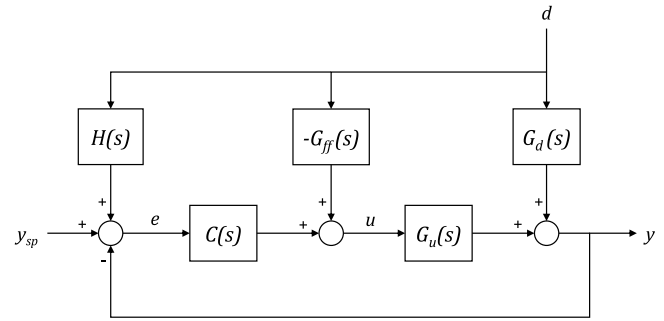 d
H(s)
-G_ff(s)
G_d(s)
+
+
+
y_sp
+
e
C(s)
+
u
G_u(s)
+
y
-